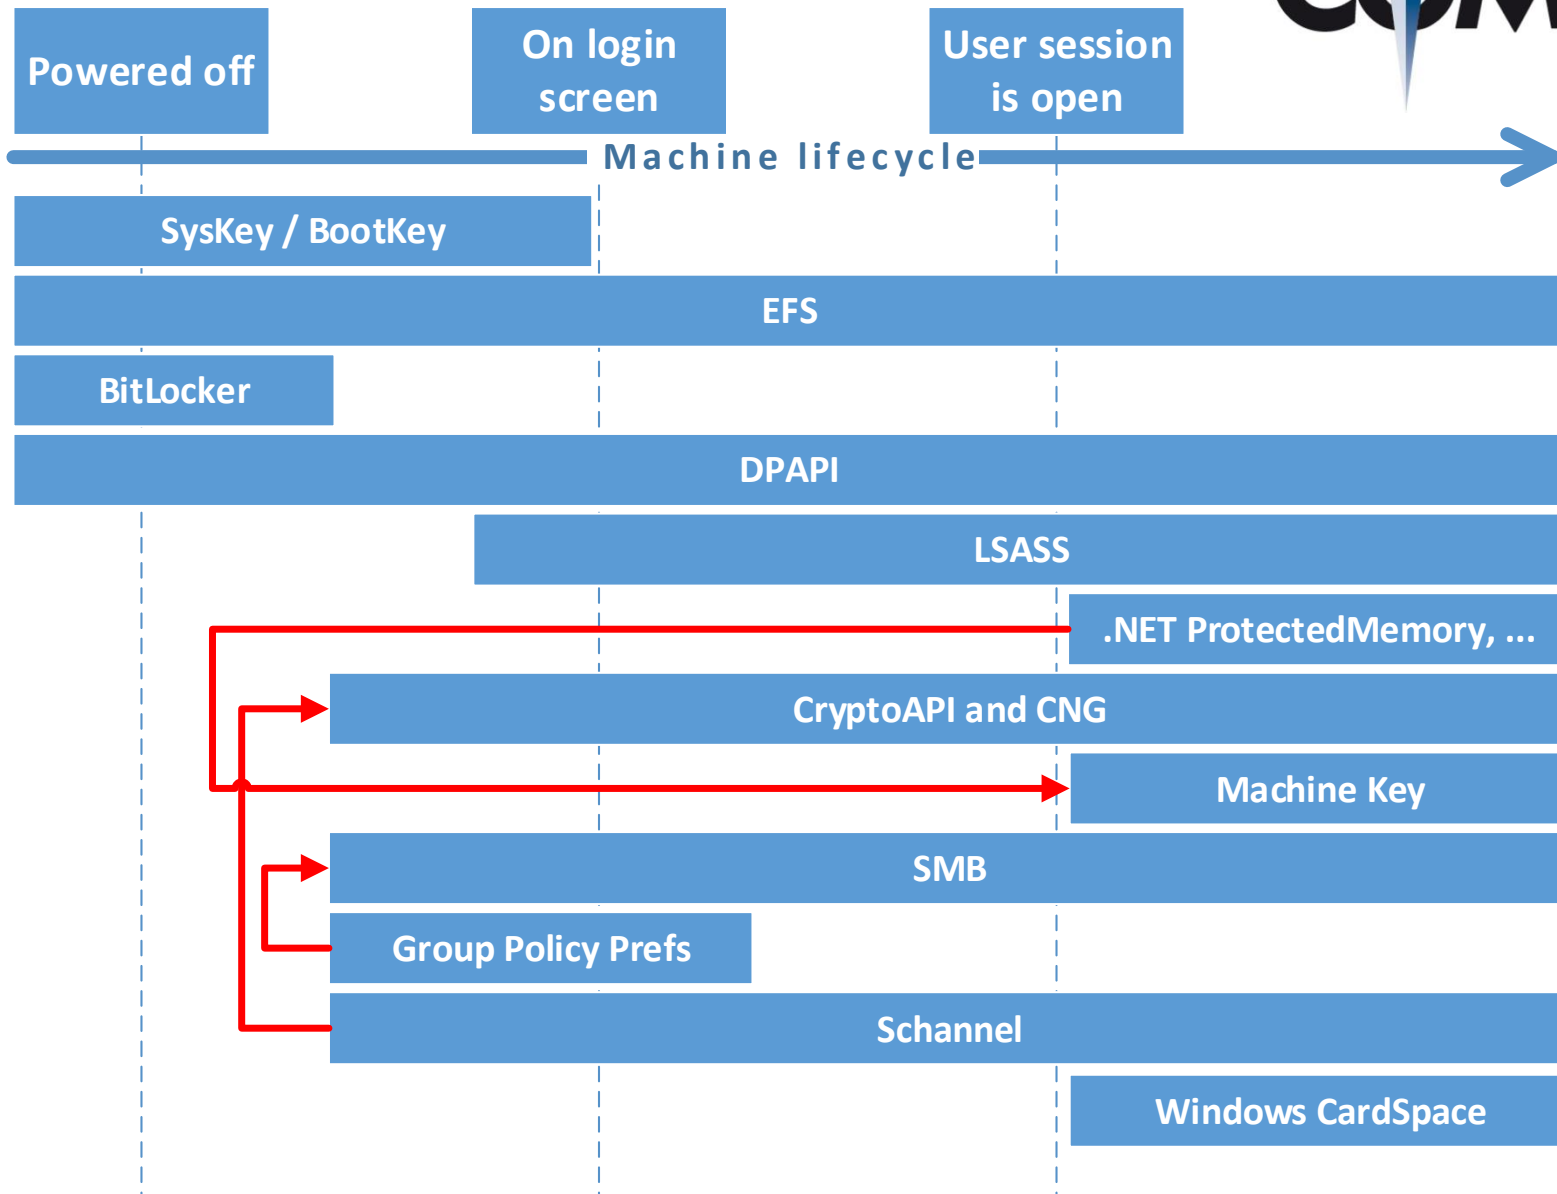 COM
Powered off
On login
screen
User session
is open
Machine lifecycle
SysKey / BootKey
EFS
BitLocker
DPAPI
LSASS
.NET ProtectedMemory, ...
CryptoAPI and CNG
Machine Key
SMB
Group Policy Prefs
Schannel
Windows CardSpace